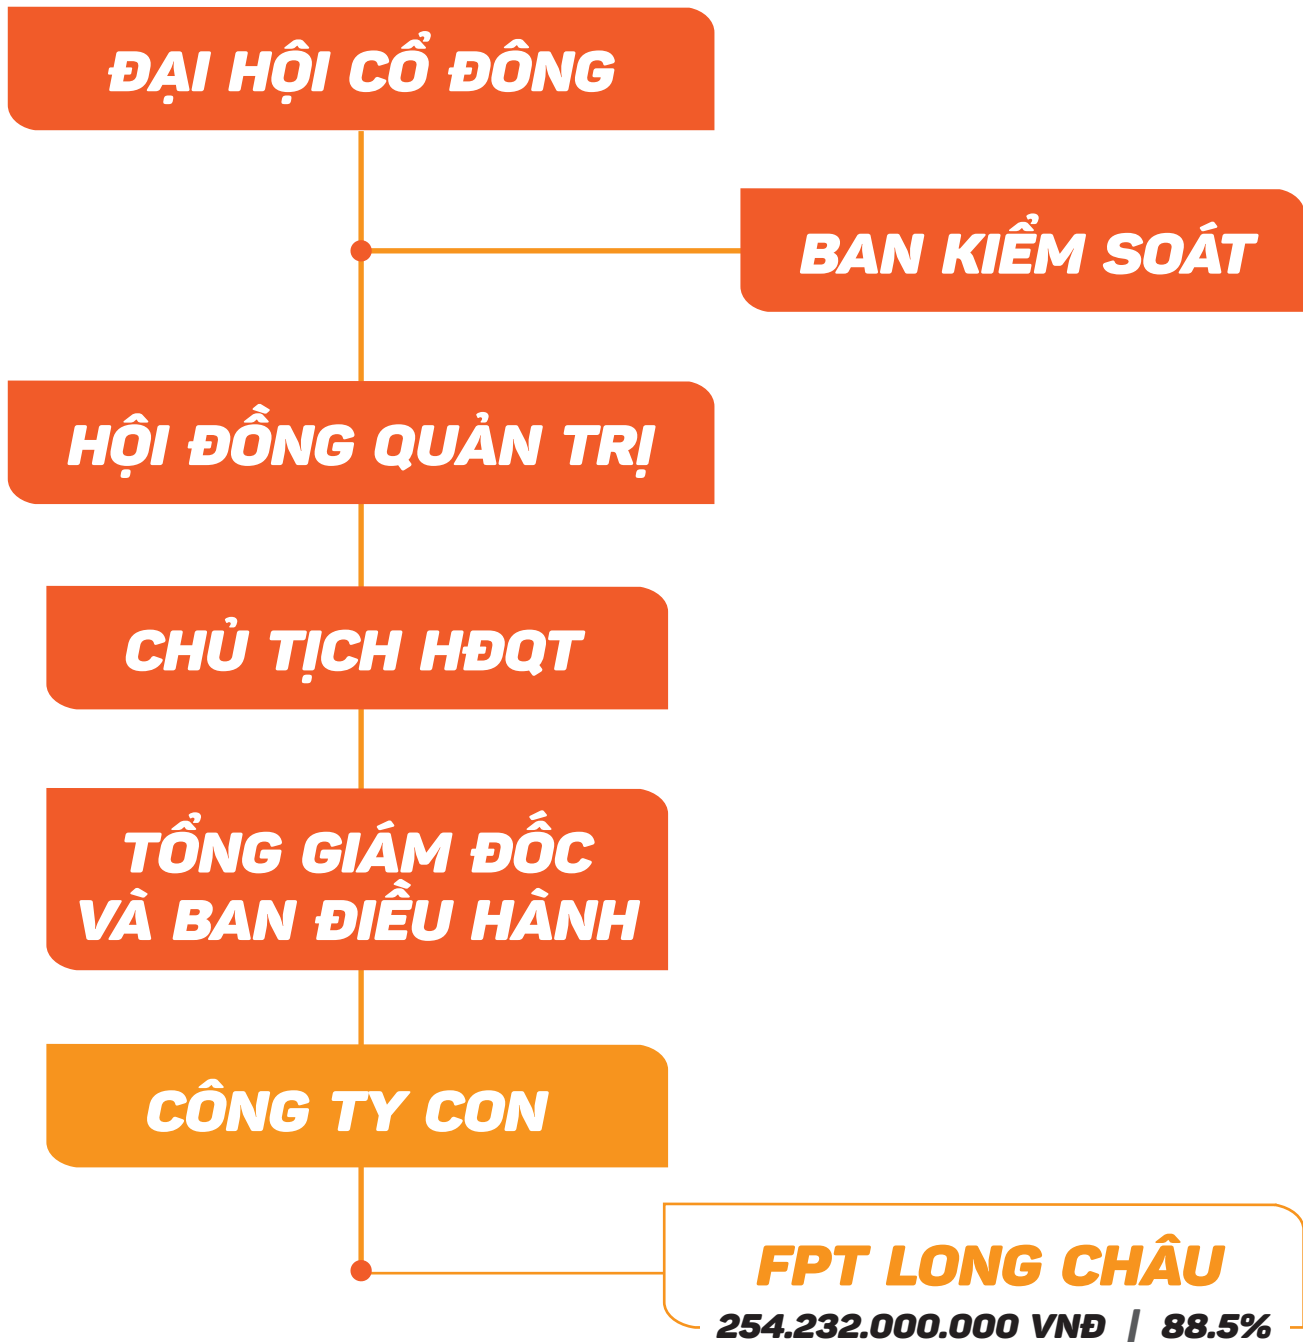 ĐẠI HỘI CỔ ĐÔNG
BAN KIỂM SOÁT
HỘI ĐỒNG QUẢN TRỊ
CHỦ TỊCH HĐQT
TỔNG GIÁM ĐỐC
VÀ BAN ĐIỀU HÀNH
CÔNG TY CON
FPT LONG CHÂU
254.232.000.000 VNĐ | 88.5%